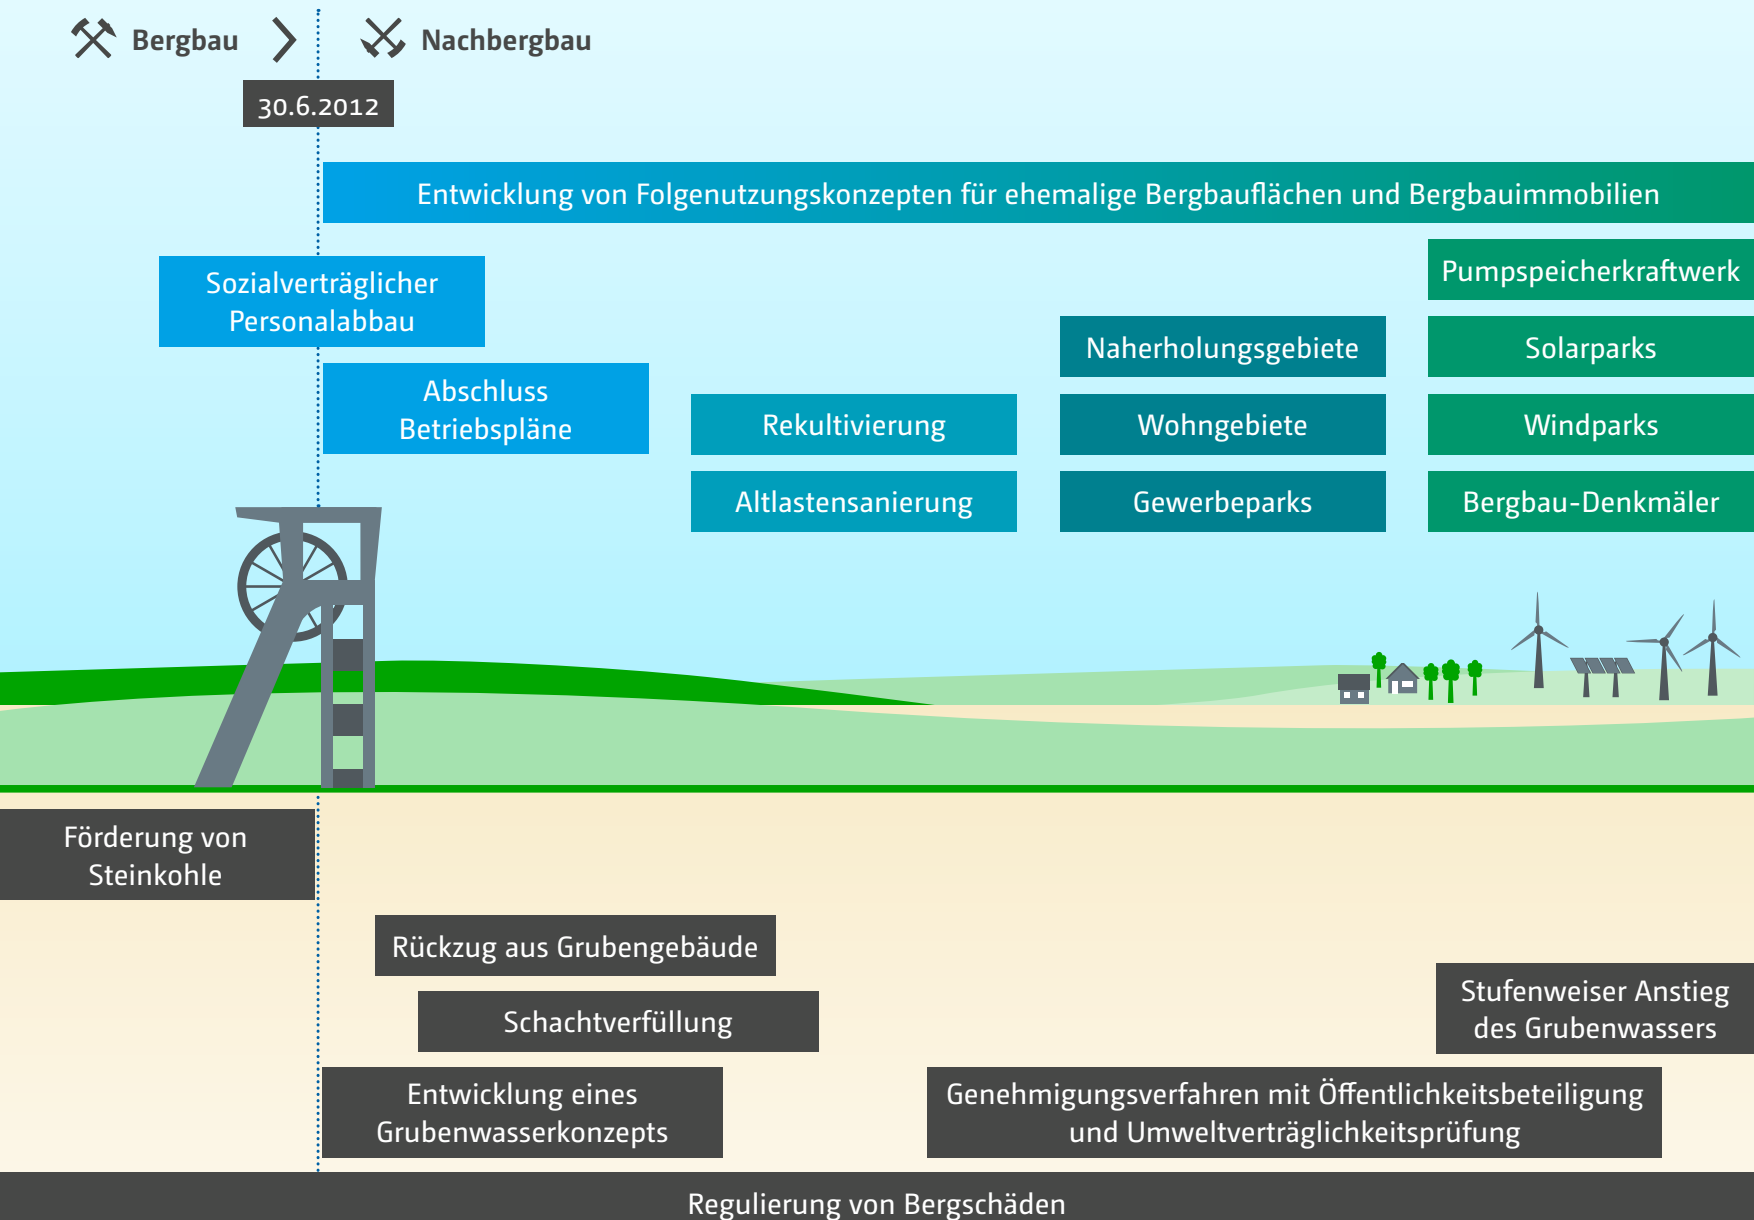 Bergbau
Nachbergbau
30.6.2012
Entwicklung von Folgenutzungskonzepten für ehemalige Bergbauflächen und Bergbauimmobilien
Sozialverträglicher
Personalabbau
Abschluss
Betriebspläne
Rekultivierung
Altlastensanierung
Naherholungsgebiete
Wohngebiete
Gewerbeparks
Pumpspeicherkraftwerk
Solarparks
Windparks
Bergbau-Denkmäler
Förderung von
Steinkohle
Rückzug aus Grubengebäude
Schachtverfüllung
Entwicklung eines
Grubenwasserkonzepts
Stufenweiser Anstieg
des Grubenwassers
Genehmigungsverfahren mit Öffentlichkeitsbeteiligung
und Umweltverträglichkeitsprüfung
Regulierung von Bergschäden